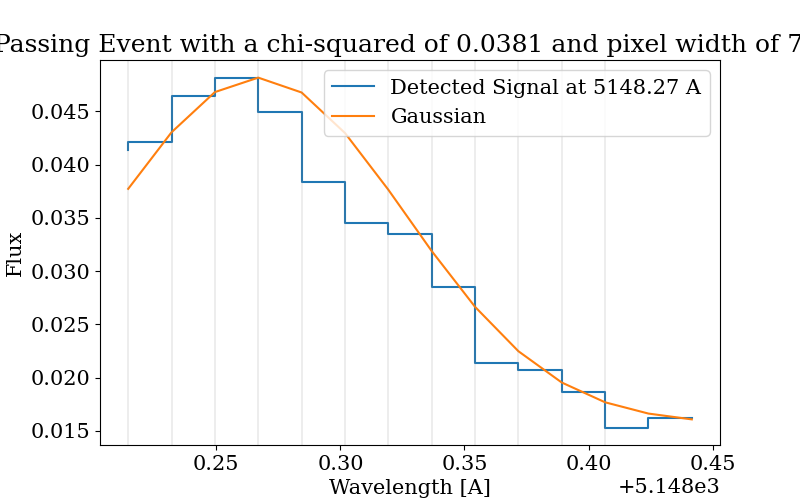 Passing Event with a chi-squared of 0.0381 and pixel width of 7
Detected Signal at 5148.27 A
Gaussian
Flux
0.045
0.040
0.035
0.030
0.025
0.020
0.015
0.25 0.30 0.35 0.40 0.45
Wavelength [A]
+5.148e3